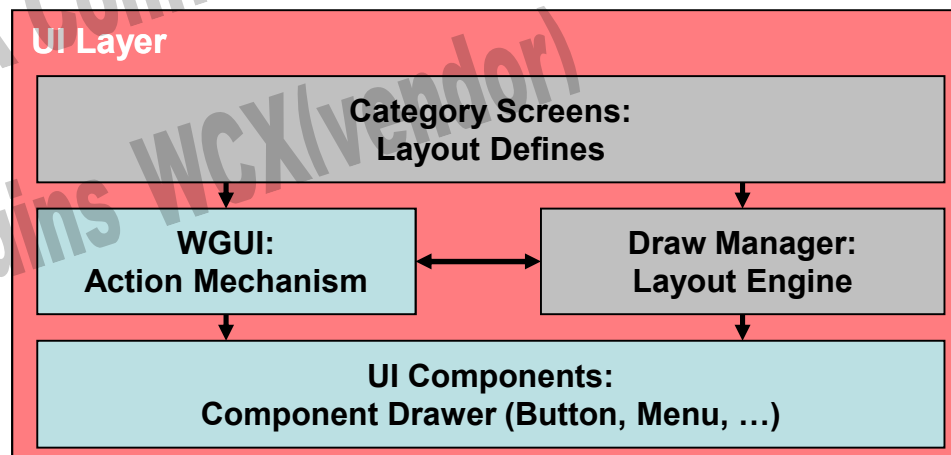 UI Layer
Category Screens:
Layout Defines
WGUI:
Action Mechanism
Draw Manager:
Layout Engine
UI Components:
Component Drawer (Button, Menu, …)
WCX(vendor)